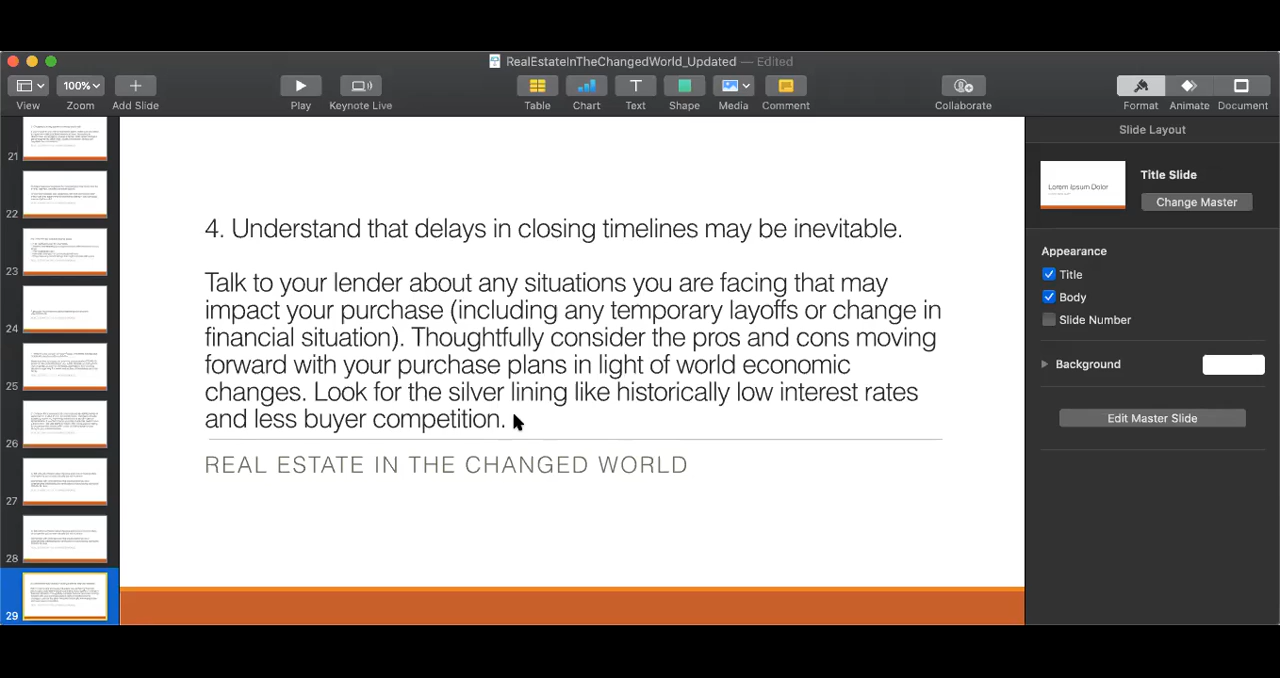 RealEstateInTheChangedWorld_Updated — Edited
100%
View Zoom Add Slide Play Keynote Live Table Chart Text Shape Media Comment Collaborate Format Animate Document
Slide Layout
Lorem Ipsum Dolor
Title Slide
Change Master
Appearance
Title
Body
Slide Number
Background
Edit Master Slide
21
22
23
24
25
26
27
28
29
4. Understand that delays in closing timelines may be inevitable.
Talk to your lender about any situations you are facing that may
impact your purchase (including any temporary layoffs or change in
financial situation). Thoughtfully consider the pros and cons moving
forward with your purchase plans in light of world economic
changes. Look for the silver lining like historically low interest rates
and less buyer competition.
REAL ESTATE IN THE CHANGED WORLD